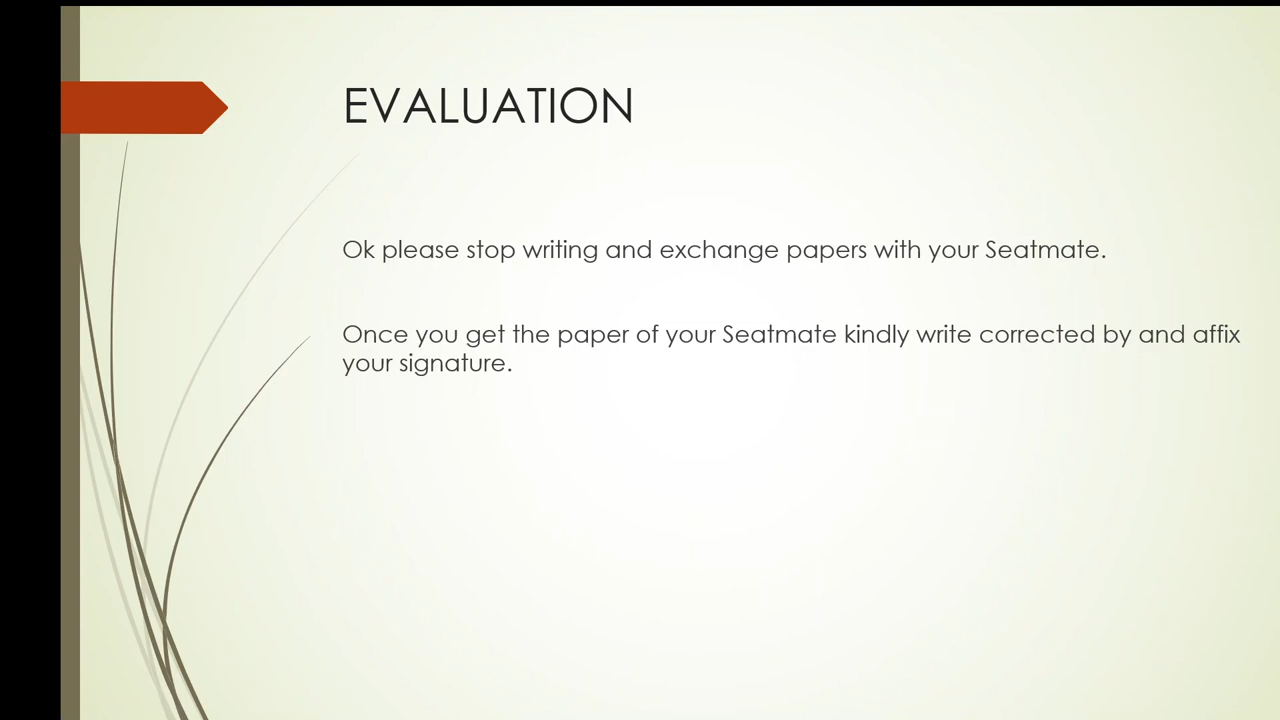 EVALUATION
Ok please stop writing and exchange papers with your Seatmate.
Once you get the paper of your Seatmate kindly write corrected by and affix
your signature.